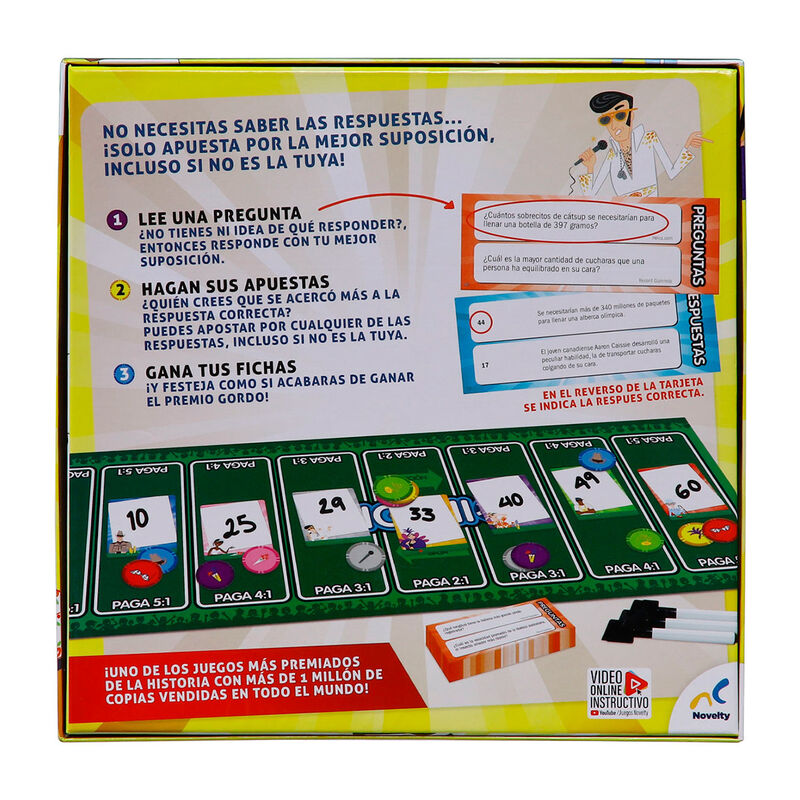 NO NECESITAS SABER LAS RESPUESTAS...
¡SOLO APUESTA POR LA MEJOR SUPOSICIÓN,
INCLUSO SI NO ES LA TUYA!
1 LEE UNA PREGUNTA
¿NO TIENES NI IDEA DE QUÉ RESPONDER?,
ENTONCES RESPONDE CON TU MEJOR
SUPOSICIÓN.
2 HAGAN SUS APUESTAS
¿QUIÉN CREES QUE SE ACERCÓ MÁS A LA
RESPUESTA CORRECTA?
PUEDES APOSTAR POR CUALQUIER DE LAS
RESPUESTAS, INCLUSO SI NO ES LA TUYA.
3 GANA TUS FICHAS
¡Y FESTEJA COMO SI ACABARAS DE GANAR
EL PREMIO GORDO!
¿Cuántos sobrecitos de cátsup se necesitarían para
llenar una botella de 397 gramos?
Heinz.com
¿Cuál es la mayor cantidad de cucharas que una
persona ha equilibrado en su cara?
Record Guinness
PREGUNTAS
44
Se necesitarían más de 340 millones de paquetes
para llenar una alberca olímpica.
17
El joven canadiense Aaron Caissie desarrolló una
peculiar habilidad, la de transportar cucharas
colgando de su cara.
RESPUESTAS
EN EL REVERSO DE LA TARJETA
SE INDICA LA RESPUES CORRECTA.
PAGA 5:1
PAGA 4:1
PAGA 3:1
PAGA 2:1
PAGA 3:1
PAGA 4:1
PAGA 5:1
10
25
29
33
40
49
60
PAGA 5:1
PAGA 4:1
PAGA 3:1
PAGA 2:1
PAGA 3:1
PAGA 4:1
PREGUNTAS
¡UNO DE LOS JUEGOS MÁS PREMIADOS
DE LA HISTORIA CON MÁS DE 1 MILLÓN DE
COPIAS VENDIDAS EN TODO EL MUNDO!
VIDEO
ONLINE
INSTRUCTIVO
YouTube /Juegos Novelty
Novelty